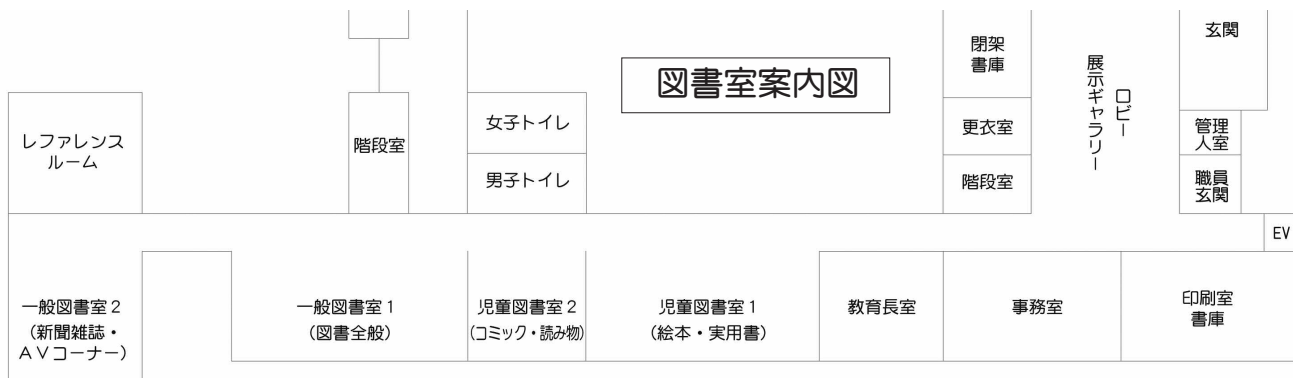 図書室案内図
玄関
閉架
書庫
展示ギャラリー
ロビー
レファレンス
ルーム
階段室
女子トイレ
男子トイレ
更衣室
階段室
管理
人室
職員
玄関
EV
一般図書室2
(新聞雑誌・
AVコーナー)
一般図書室1
(図書全般)
児童図書室2
(コミック・読み物)
児童図書室1
(絵本・実用書)
教育長室
事務室
印刷室
書庫